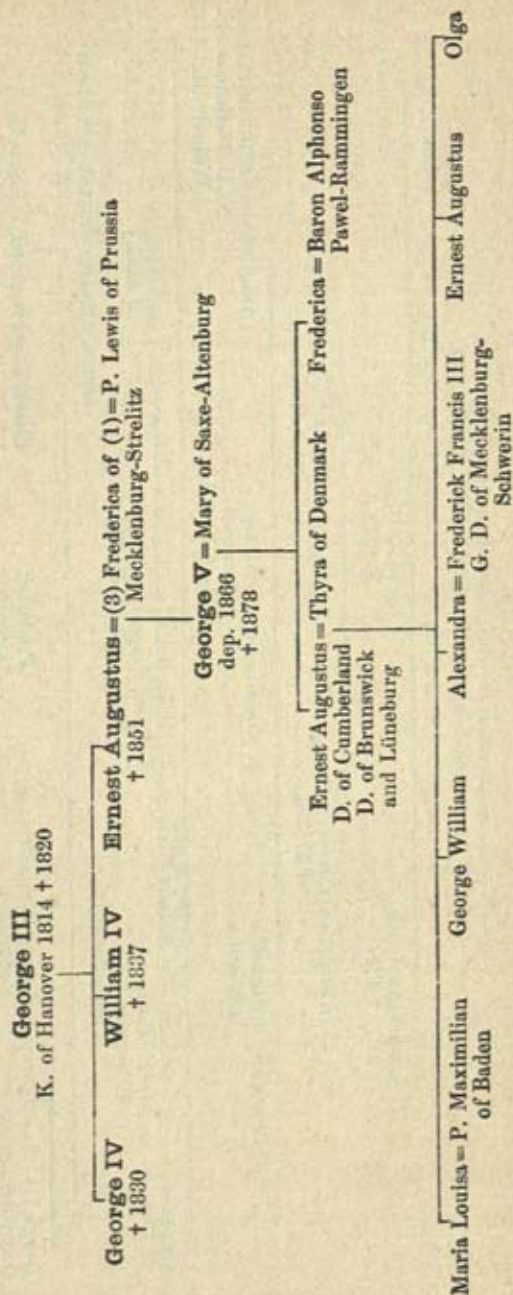 George III
K. of Hanover 1814 † 1820
George IV
† 1830
William IV
† 1837
Ernest Augustus=(3) Frederica of (1)=P. Lewis of Prussia
† 1851
Mecklenburg-Strelitz
George V=Mary of Saxe-Altenburg
dep. 1866
† 1878
Ernest Augustus=Thyra of Denmark
D. of Cumberland
D. of Brunswick
and Lüneburg
Frederica=Baron Alphonso
Pawel-Rammingen
Maria Louisa=P. Maximilian
of Baden
George William
Alexandra=Frederick Francis III
G. D. of Mecklenburg-
Schwerin
Ernest Augustus
Olga